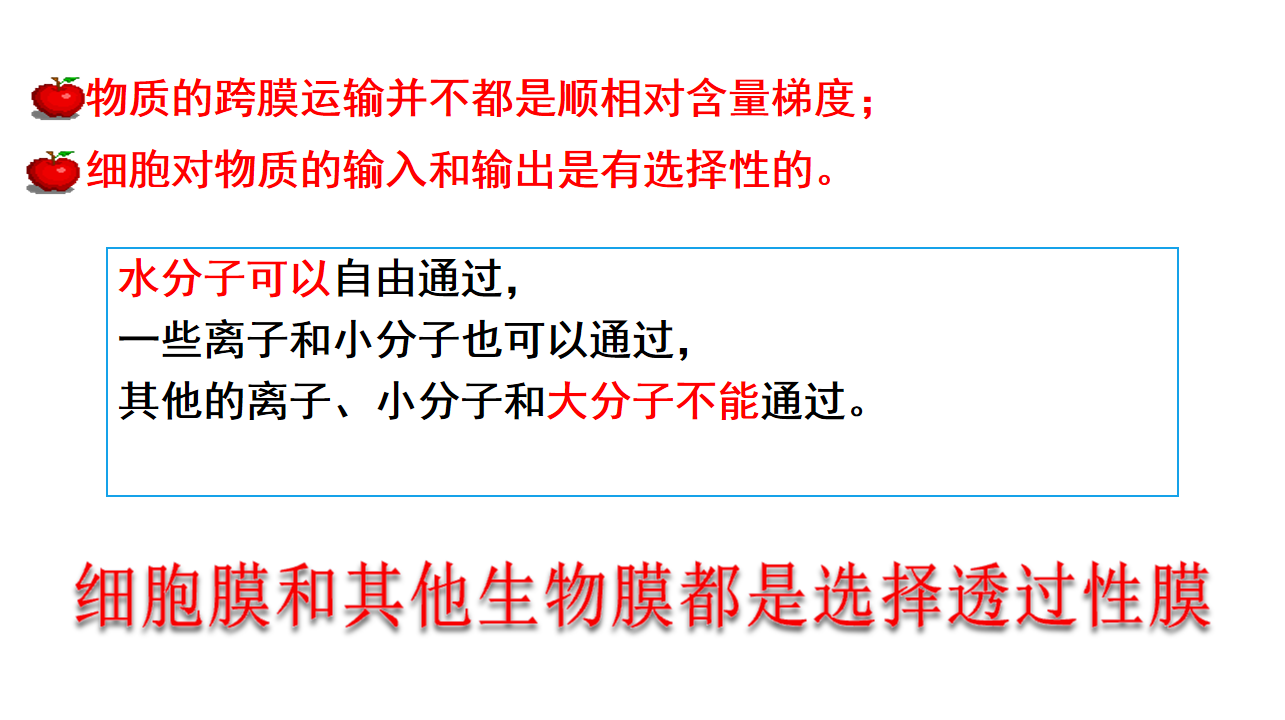 物质的跨膜运输并不都是顺相对含量梯度；
细胞对物质的输入和输出是有选择性的。
水分子可以自由通过，
一些离子和小分子也可以通过，
其他的离子、小分子和大分子不能通过。
细胞膜和其他生物膜都是选择透过性膜